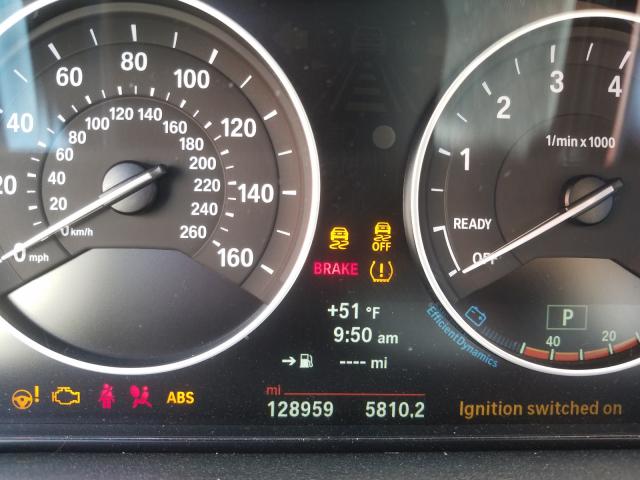 20 40 60 80 100 120 140 160
0 mph
0 km/h 20 40 60 80 100 120 140 160 180 200 220 240 260
1 2 3 4
1/min x 1000
READY
OFF
OFF
BRAKE
+51 °F
9:50 am
---- mi
EfficientDynamics
P
40 20
ABS
mi
128959 5810.2
Ignition switched on